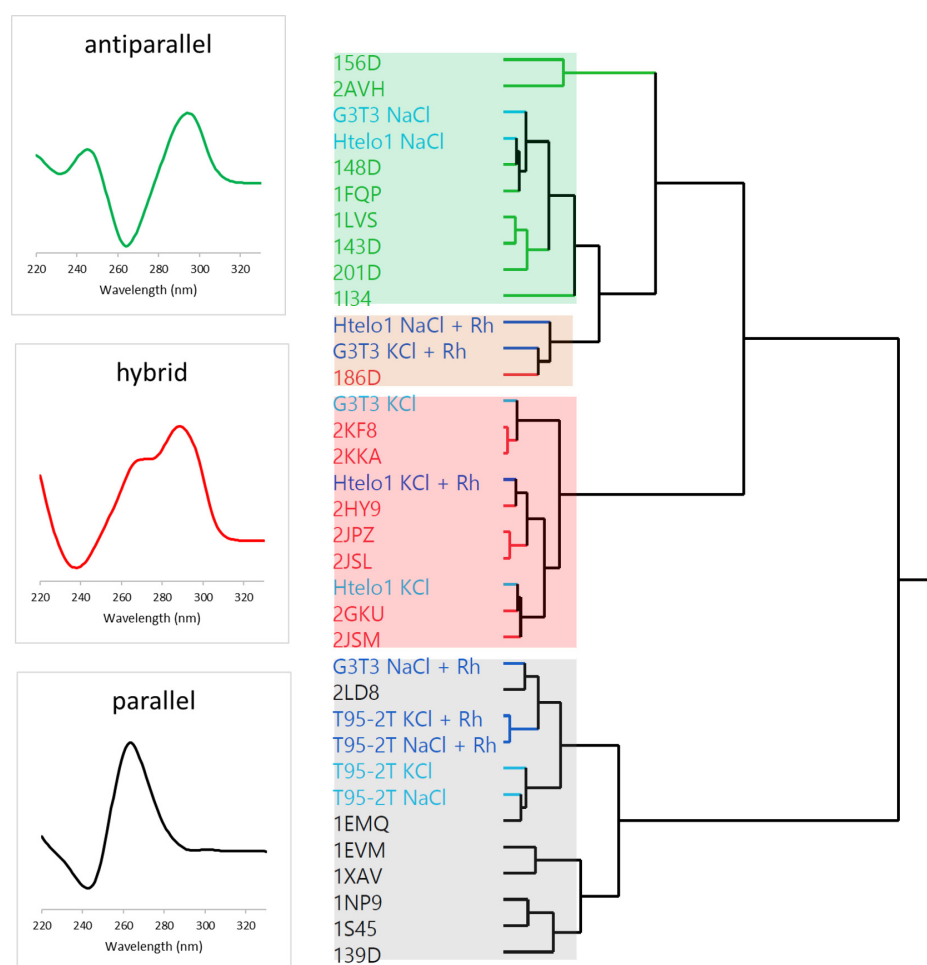 antiparallel
220 240 260 280 300 320
Wavelength (nm)
hybrid
220 240 260 280 300 320
Wavelength (nm)
parallel
220 240 260 280 300 320
Wavelength (nm)
156D
2AVH
G3T3 NaCl
Htelo1 NaCl
148D
1FQP
1LVS
143D
201D
1I34
Htelo1 NaCl + Rh
G3T3 KCl + Rh
186D
G3T3 KCl
2KF8
2KKA
Htelo1 KCl + Rh
2HY9
2JPZ
2JSL
Htelo1 KCl
2GKU
2JSM
G3T3 NaCl + Rh
2LD8
T95-2T KCl + Rh
T95-2T NaCl + Rh
T95-2T KCl
T95-2T NaCl
1EMQ
1EVM
1XAV
1NP9
1S45
139D